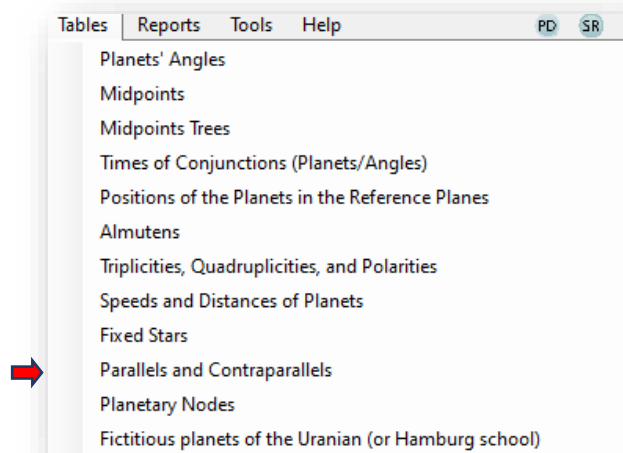 Tables Reports Tools Help PD SR
Planets' Angles
Midpoints
Midpoints Trees
Times of Conjunctions (Planets/Angles)
Positions of the Planets in the Reference Planes
Almutens
Triplicities, Quadruplicities, and Polarities
Speeds and Distances of Planets
Fixed Stars
Parallels and Contraparallels
Planetary Nodes
Fictitious planets of the Uranian (or Hamburg school)